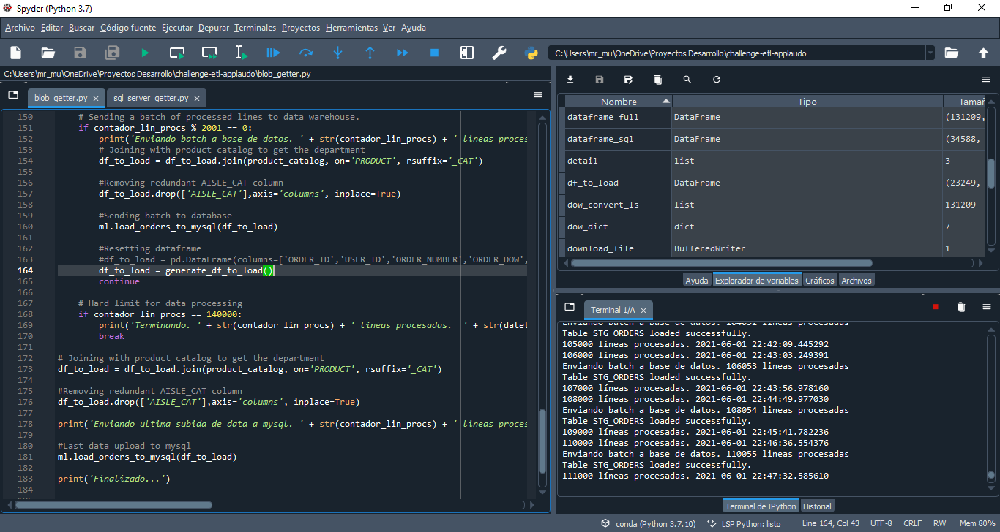 Spyder (Python 3.7)
Archivo Editar Buscar Código fuente Ejecutar Depurar Terminales Proyectos Herramientas Ver Ayuda
C:\Users\mr_mu\OneDrive\Proyectos Desarrollo\challenge-etl-applaudo
C:\Users\mr_mu\OneDrive\Proyectos Desarrollo\challenge-etl-applaudo\blob_getter.py
blob_getter.py
sql_server_getter.py
150 # Sending a batch of processed lines to data warehouse.
151 if contador_lin_procs % 2001 == 0:
152 print('Enviando batch a base de datos. ' + str(contador_lin_procs) + ' lineas proces
153 # Joining with product catalog to get the department
154 df_to_load = df_to_load.join(product_catalog, on='PRODUCT', rsuffix='_CAT')
155
156 #Removing redundant AISLE_CAT column
157 df_to_load.drop(['AISLE_CAT'],axis='columns', inplace=True)
158
159 #Sending batch to database
160 ml.load_orders_to_mysql(df_to_load)
161
162 #Resetting dataframe
163 #df_to_load = pd.DataFrame(columns=['ORDER_ID','USER_ID','ORDER_NUMBER','ORDER_DOW',
164 df_to_load = generate_df_to_load()
165 continue
166
167 # Hard limit for data processing
168 if contador_lin_procs == 140000:
169 print('Terminando. ' + str(contador_lin_procs) + ' líneas procesadas.  ' + str(datet
170 break
171
172 # Joining with product catalog to get the department
173 df_to_load = df_to_load.join(product_catalog, on='PRODUCT', rsuffix='_CAT')
174
175 #Removing redundant AISLE_CAT column
176 df_to_load.drop(['AISLE_CAT'],axis='columns', inplace=True)
177
178 print('Enviando ultima subida de data a mysql. ' + str(contador_lin_procs) + ' lineas proces
179
180 #Last data upload to mysql
181 ml.load_orders_to_mysql(df_to_load)
182
183 print('Finalizado...')
184
Nombre Tipo Tamañ
dataframe_full DataFrame (131209,
dataframe_sql DataFrame (34588,
detail list 3
df_to_load DataFrame (23249,
dow_convert_ls list 131209
dow_dict dict 7
download_file BufferedWriter 1
Ayuda Explorador de variables Gráficos Archivos
Terminal 1/A
Enviando batch a base de datos. 104052 lineas procesadas
Table STG_ORDERS loaded successfully.
105000 líneas procesadas. 2021-06-01 22:42:09.445292
106000 líneas procesadas. 2021-06-01 22:43:03.249391
Enviando batch a base de datos. 106053 lineas procesadas
Table STG_ORDERS loaded successfully.
107000 líneas procesadas. 2021-06-01 22:43:56.978160
108000 líneas procesadas. 2021-06-01 22:44:49.977030
Enviando batch a base de datos. 108054 lineas procesadas
Table STG_ORDERS loaded successfully.
109000 líneas procesadas. 2021-06-01 22:45:41.782236
110000 líneas procesadas. 2021-06-01 22:46:36.554376
Enviando batch a base de datos. 110055 lineas procesadas
Table STG_ORDERS loaded successfully.
111000 líneas procesadas. 2021-06-01 22:47:32.585610
Terminal de IPython Historial
conda (Python 3.7.10) LSP Python: listo Line 164, Col 43 UTF-8 CRLF RW Mem 80%